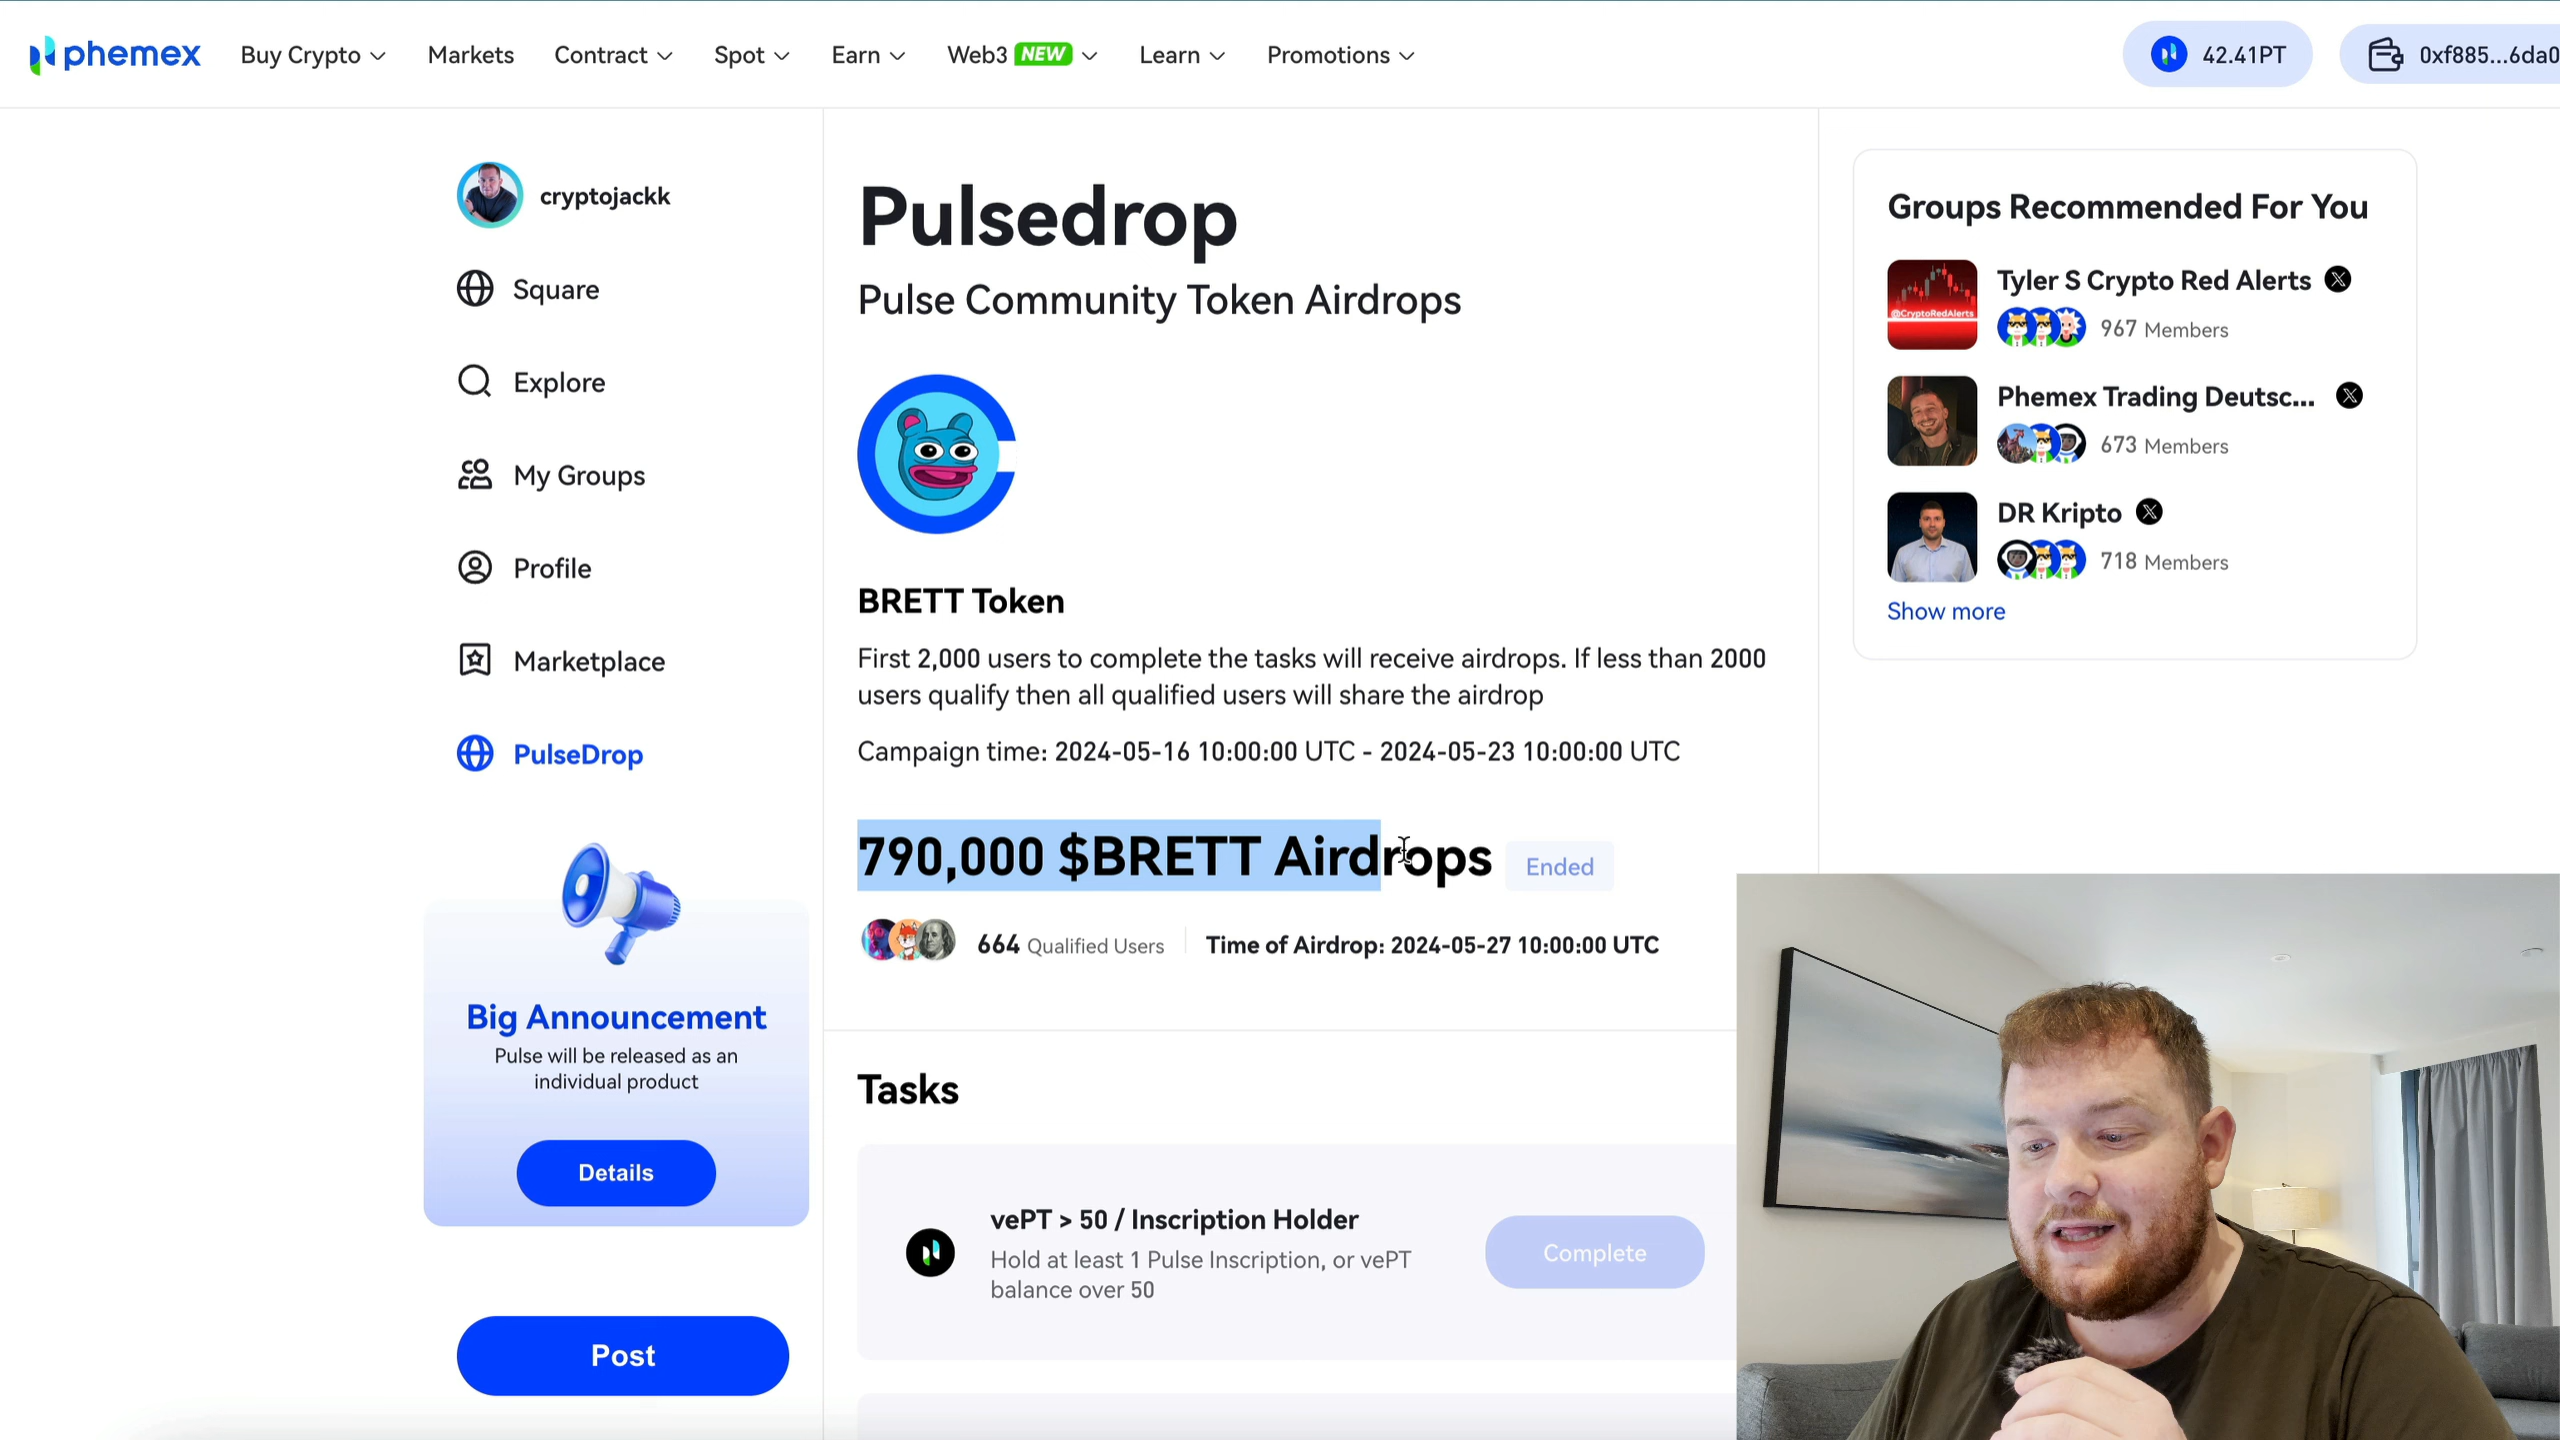 phemex
Buy Crypto
Markets
Contract
Spot
Earn
Web3 NEW
Learn
Promotions
42.41PT
0xf885...6da0
cryptojackk
Square
Explore
My Groups
Profile
Marketplace
PulseDrop
Big Announcement
Pulse will be released as an
individual product
Details
Post
Pulsedrop
Pulse Community Token Airdrops
BRETT Token
First 2,000 users to complete the tasks will receive airdrops. If less than 2000
users qualify then all qualified users will share the airdrop
Campaign time: 2024-05-16 10:00:00 UTC - 2024-05-23 10:00:00 UTC
790,000 $BRETT Airdrops Ended
664 Qualified Users
Time of Airdrop: 2024-05-27 10:00:00 UTC
Tasks
vePT > 50 / Inscription Holder
Hold at least 1 Pulse Inscription, or vePT
balance over 50
Complete
Groups Recommended For You
Tyler S Crypto Red Alerts
@CryptoRedAlerts
967 Members
Phemex Trading Deutsc...
673 Members
DR Kripto
718 Members
Show more